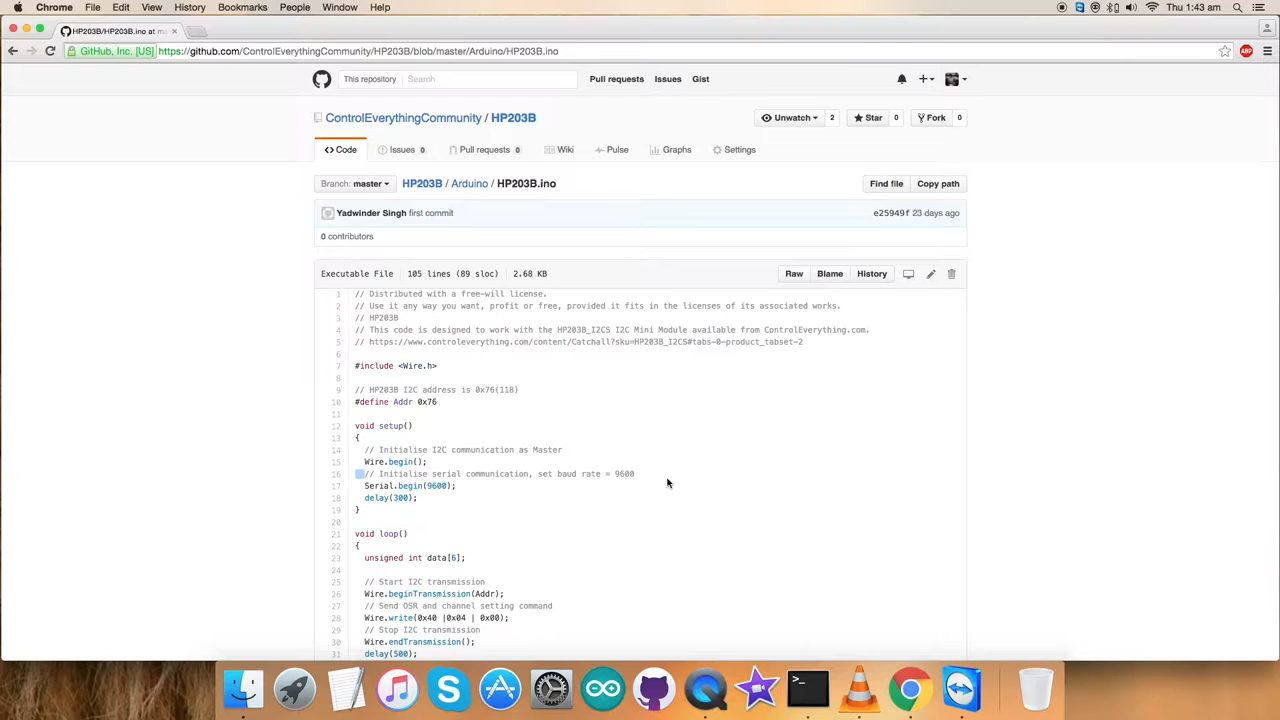 Chrome File Edit View History Bookmarks People Window Help Thu 1:43 am
HP203B/HP203B.ino at ma
GitHub, Inc. [US] https://github.com/ControlEverythingCommunity/HP203B/blob/master/Arduino/HP203B.ino
ABP
This repository Search Pull requests Issues Gist
ControlEverythingCommunity / HP203B Unwatch 2 Star 0 Fork 0
Code Issues 0 Pull requests 0 Wiki Pulse Graphs Settings
Branch: master HP203B / Arduino / HP203B.ino Find file Copy path
Yadwinder Singh first commit e25949f 23 days ago
0 contributors
Executable File 105 lines (89 sloc) 2.68 KB Raw Blame History
1 // Distributed with a free-will license.
2 // Use it any way you want, profit or free, provided it fits in the licenses of its associated works.
3 // HP203B
4 // This code is designed to work with the HP203B_I2CS I2C Mini Module available from ControlEverything.com.
5 // https://www.controleverything.com/content/Catchall?sku=HP203B_I2CS#tabs-0-product_tabset-2
6
7 #include <Wire.h>
8
9 // HP203B I2C address is 0x76(118)
10 #define Addr 0x76
11
12 void setup()
13 {
14 // Initialise I2C communication as Master
15 Wire.begin();
16 // Initialise serial communication, set baud rate = 9600
17 Serial.begin(9600);
18 delay(300);
19 }
20
21 void loop()
22 {
23 unsigned int data[6];
24
25 // Start I2C transmission
26 Wire.beginTransmission(Addr);
27 // Send OSR and channel setting command
28 Wire.write(0x40 |0x04 | 0x00);
29 // Stop I2C transmission
30 Wire.endTransmission();
31 delay(500);